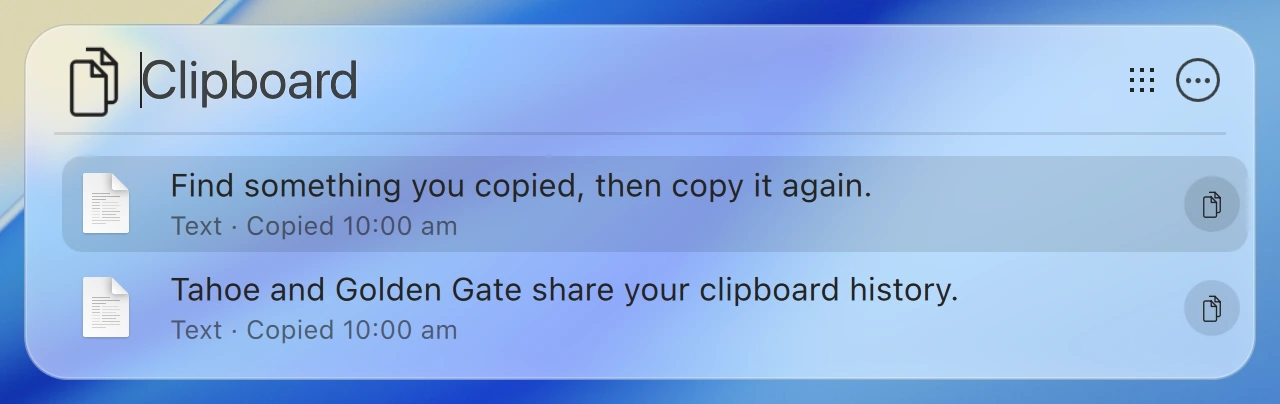 Clipboard
Find something you copied, then copy it again.
Text · Copied 10:00 am
Tahoe and Golden Gate share your clipboard history.
Text · Copied 10:00 am